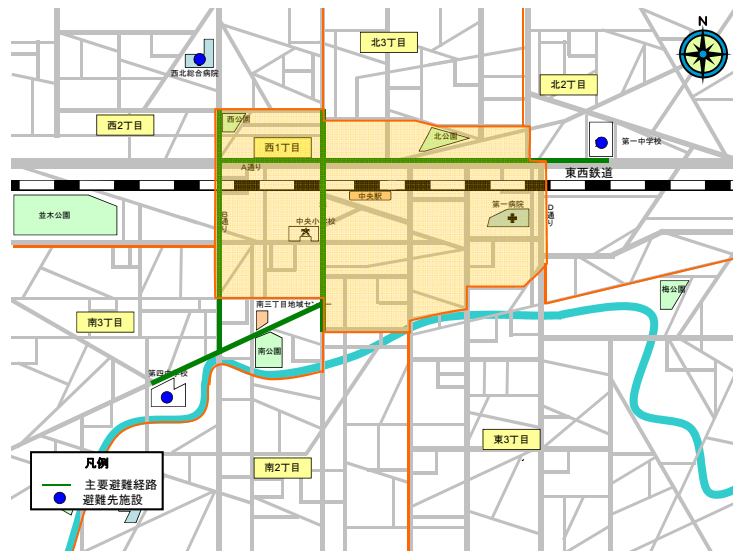 N
北3丁目
西北総合病院
北2丁目
西2丁目
西公園
北公園
西1丁目
第一中学校
A通り
東西鉄道
中央駅
並木公園
B通り
中央小学校
第一病院
D通り
梅公園
南三丁目地域センター
南3丁目
南公園
第四中学校
東3丁目
南2丁目
凡例
主要避難経路
避難先施設